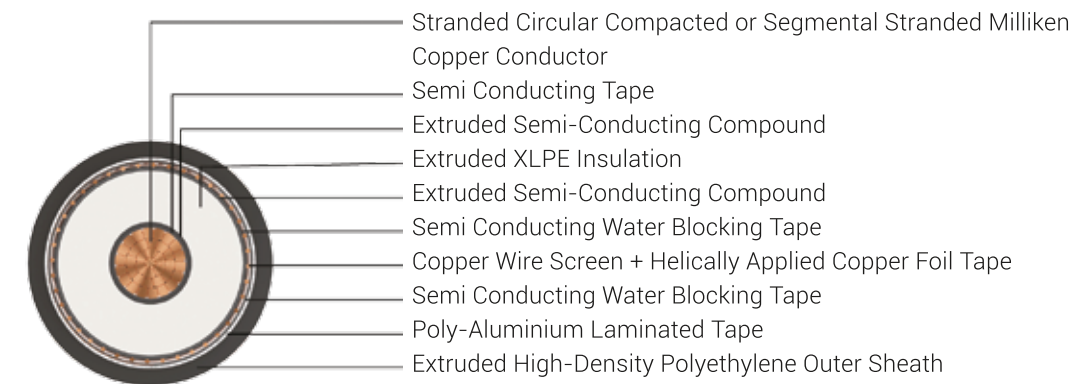 Stranded Circular Compacted or Segmental Stranded Milliken
Copper Conductor
Semi Conducting Tape
Extruded Semi-Conducting Compound
Extruded XLPE Insulation
Extruded Semi-Conducting Compound
Semi Conducting Water Blocking Tape
Copper Wire Screen + Helically Applied Copper Foil Tape
Semi Conducting Water Blocking Tape
Poly-Aluminium Laminated Tape
Extruded High-Density Polyethylene Outer Sheath